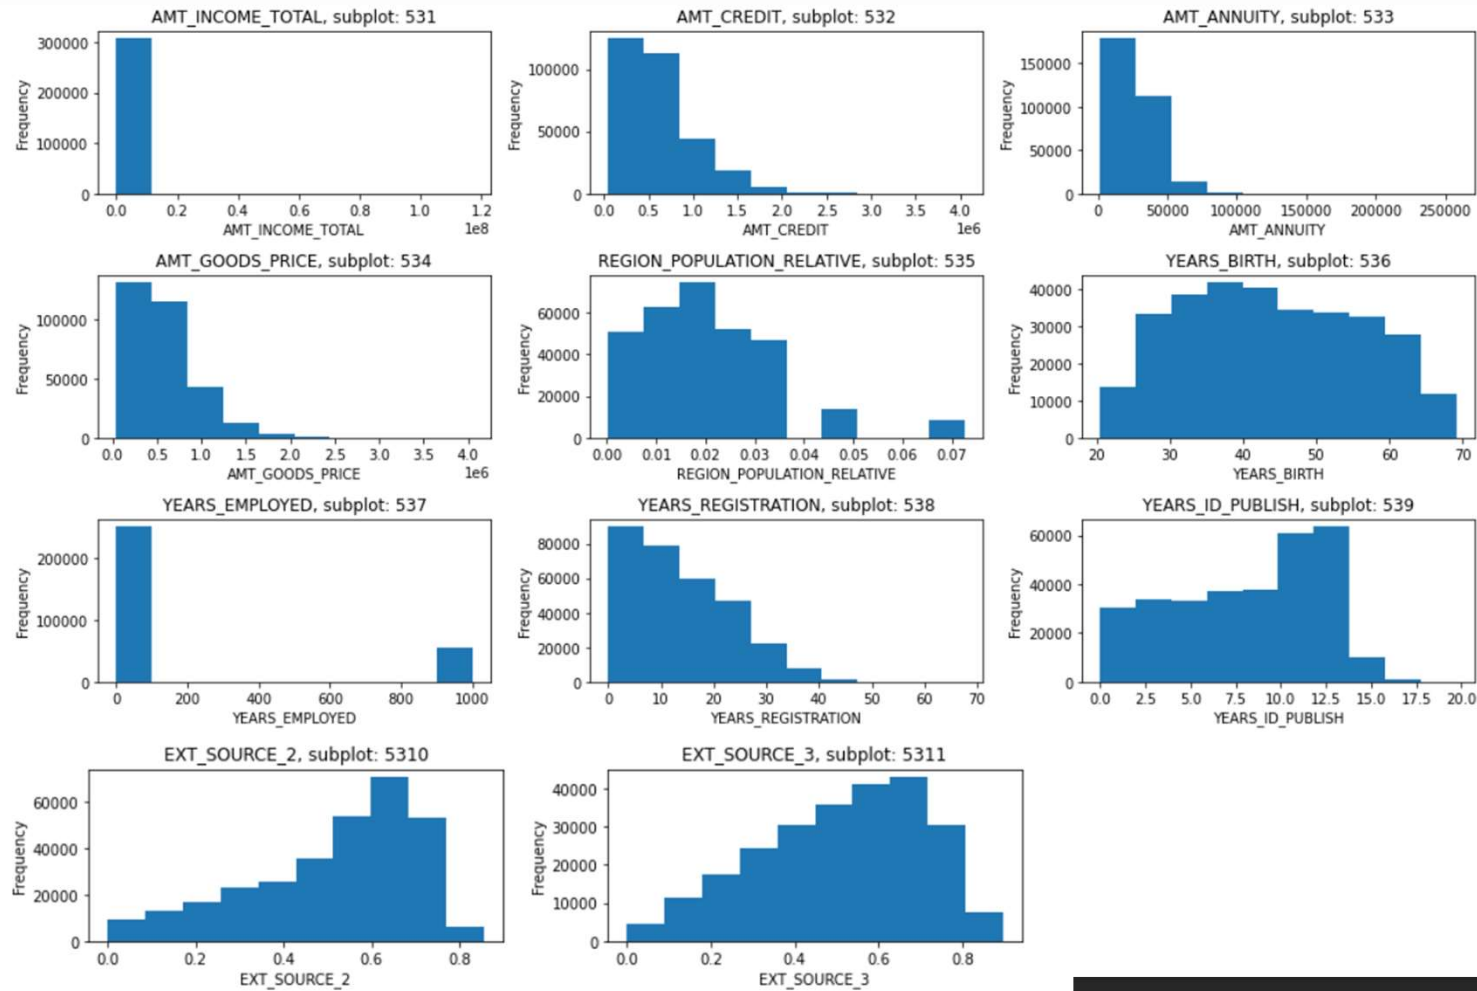 AMT_INCOME_TOTAL, subplot: 531
300000
200000
100000
0
Frequency
0.0 0.2 0.4 0.6 0.8 1.0 1.2
1e8
AMT_INCOME_TOTAL
AMT_CREDIT, subplot: 532
100000
50000
0
Frequency
0.0 0.5 1.0 1.5 2.0 2.5 3.0 3.5 4.0
1e6
AMT_CREDIT
AMT_ANNUITY, subplot: 533
150000
100000
50000
0
Frequency
0 50000 100000 150000 200000 250000
AMT_ANNUITY
AMT_GOODS_PRICE, subplot: 534
100000
50000
0
Frequency
0.0 0.5 1.0 1.5 2.0 2.5 3.0 3.5 4.0
1e6
AMT_GOODS_PRICE
REGION_POPULATION_RELATIVE, subplot: 535
60000
40000
20000
0
Frequency
0.00 0.01 0.02 0.03 0.04 0.05 0.06 0.07
REGION_POPULATION_RELATIVE
YEARS_BIRTH, subplot: 536
40000
30000
20000
10000
0
Frequency
20 30 40 50 60 70
YEARS_BIRTH
YEARS_EMPLOYED, subplot: 537
200000
100000
0
Frequency
0 200 400 600 800 1000
YEARS_EMPLOYED
YEARS_REGISTRATION, subplot: 538
80000
60000
40000
20000
0
Frequency
0 10 20 30 40 50 60 70
YEARS_REGISTRATION
YEARS_ID_PUBLISH, subplot: 539
60000
40000
20000
0
Frequency
0.0 2.5 5.0 7.5 10.0 12.5 15.0 17.5 20.0
YEARS_ID_PUBLISH
EXT_SOURCE_2, subplot: 5310
60000
40000
20000
0
Frequency
0.0 0.2 0.4 0.6 0.8
EXT_SOURCE_2
EXT_SOURCE_3, subplot: 5311
40000
30000
20000
10000
0
Frequency
0.0 0.2 0.4 0.6 0.8
EXT_SOURCE_3